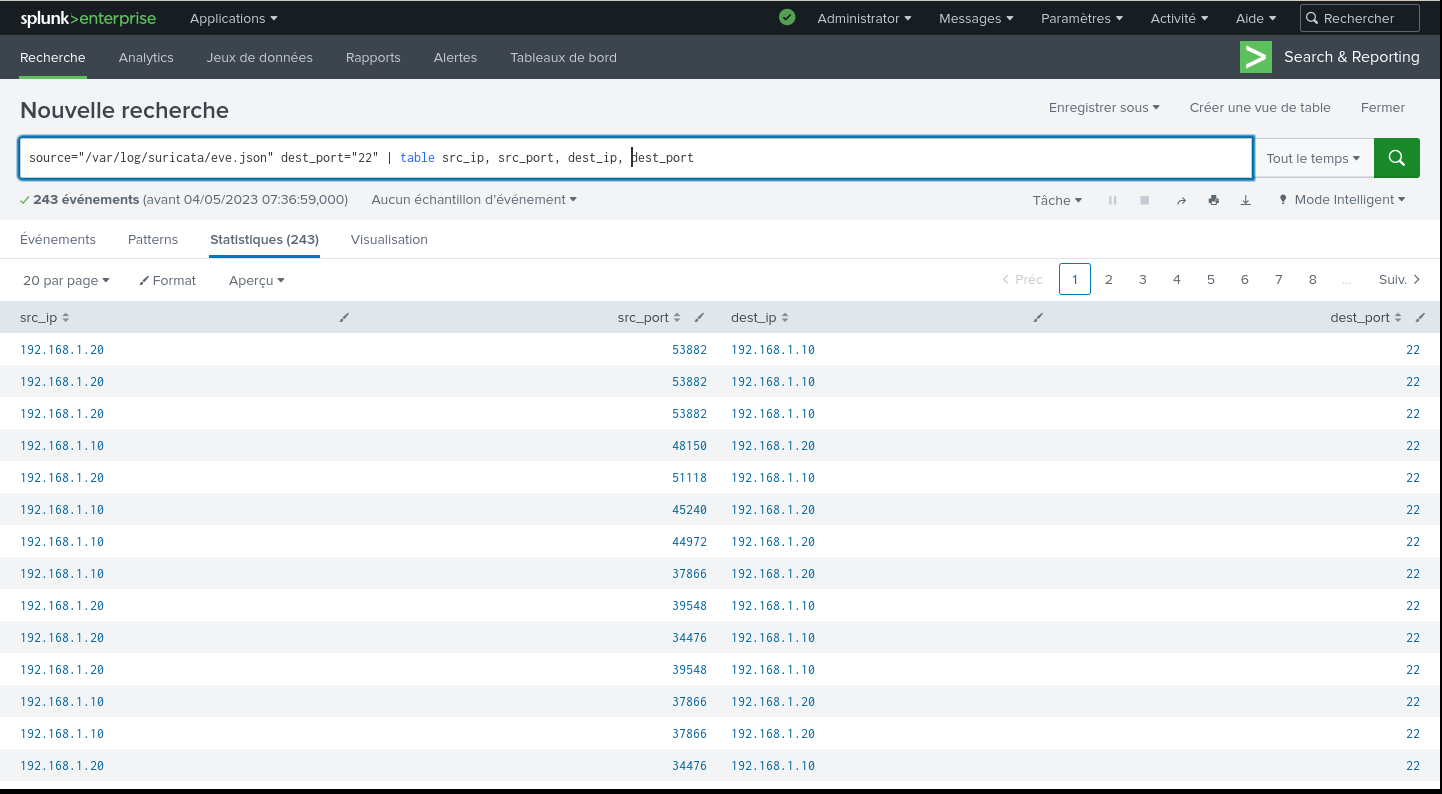 splunk>enterprise Applications Administrator Messages Paramètres Activité Aide Rechercher
Recherche Analytics Jeux de données Rapports Alertes Tableaux de bord Search & Reporting
Nouvelle recherche Enregistrer sous Créer une vue de table Fermer
source="/var/log/suricata/eve.json" dest_port="22" | table src_ip, src_port, dest_ip, dest_port Tout le temps
243 événements (avant 04/05/2023 07:36:59,000) Aucun échantillon d'événement Tâche Mode Intelligent
Événements Patterns Statistiques (243) Visualisation
20 par page Format Aperçu < Préc 1 2 3 4 5 6 7 8 ... Suiv. >
src_ip src_port dest_ip dest_port
192.168.1.20 53882 192.168.1.10 22
192.168.1.20 53882 192.168.1.10 22
192.168.1.20 53882 192.168.1.10 22
192.168.1.10 48150 192.168.1.20 22
192.168.1.20 51118 192.168.1.10 22
192.168.1.10 45240 192.168.1.20 22
192.168.1.10 44972 192.168.1.20 22
192.168.1.10 37866 192.168.1.20 22
192.168.1.20 39548 192.168.1.10 22
192.168.1.20 34476 192.168.1.10 22
192.168.1.20 39548 192.168.1.10 22
192.168.1.10 37866 192.168.1.20 22
192.168.1.10 37866 192.168.1.20 22
192.168.1.20 34476 192.168.1.10 22